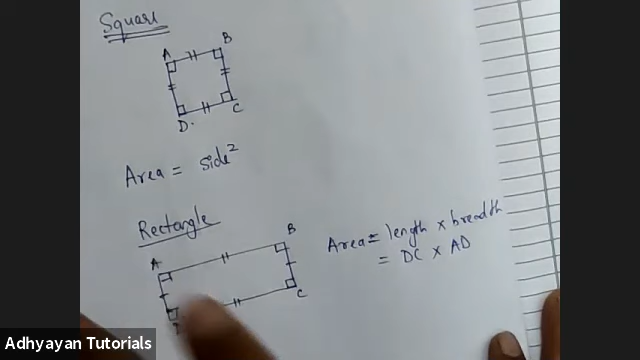 Square
A
B
D.
C
Area = side²
Rectangle
A
B
C
Area = length × breadth
= DC × AD
Adhyayan Tutorials